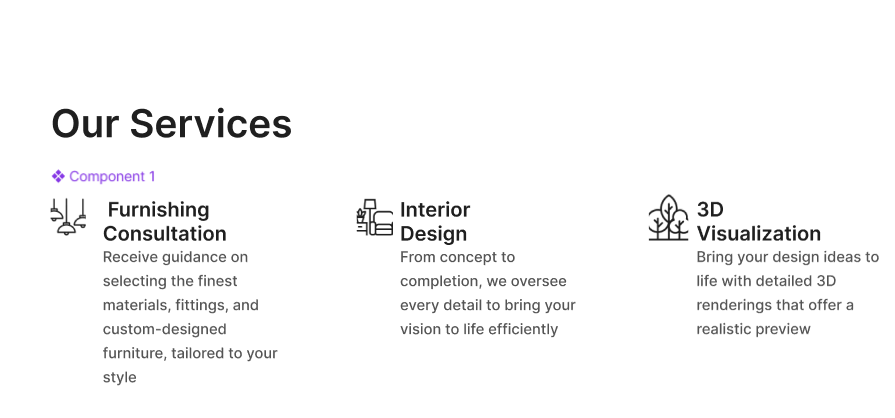 Our Services
Component 1
Furnishing
Consultation
Receive guidance on
selecting the finest
materials, fittings, and
custom-designed
furniture, tailored to your
style
Interior
Design
From concept to
completion, we oversee
every detail to bring your
vision to life efficiently
3D
Visualization
Bring your design ideas to
life with detailed 3D
renderings that offer a
realistic preview